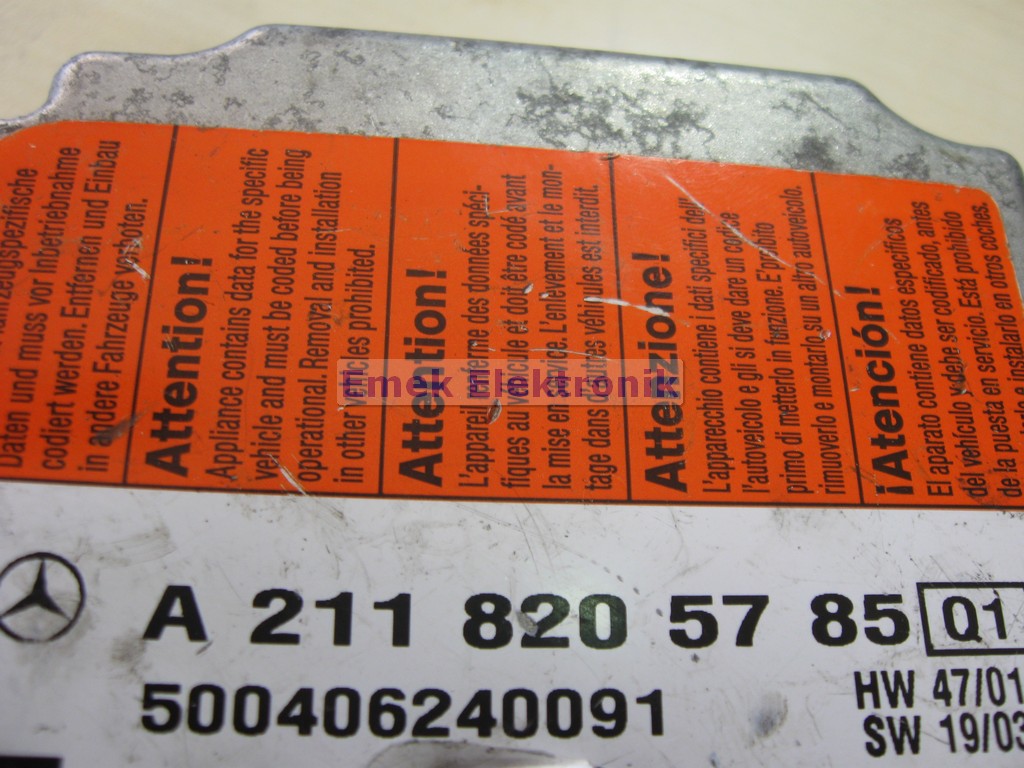 Daten und muss vor Inbetriebnahme
codiert werden. Entfernen und Einbau
in andere Fahrzeuge verboten.
Attention!
Appliance contains data for the specific
vehicle and must be coded before being
operational. Removal and installation
in other vehicles prohibited.
Attention!
L'appareil interne des données spéci-
fiques au véhicule et doit être codé avant
la mise en service. L'enlèvement et le mon-
tage dans d'autres véhicules est interdit.
Attenzione!
L'apparecchio contiene i dati specifici dell'
autoveicolo e gli si deve dare un codice
primo di metterlo in funzione. E' proibito
rimuoverlo e montarlo su un altro autoveicolo.
¡Atención!
El aparato contiene datos específicos
del vehículo y debe ser codificado, antes
de la puesta en servicio. Está prohibido
instalarlo en otros coches.
Emek Elektronik
A 211 820 57 85 Q1
500406240091
HW 47/01
SW 19/03